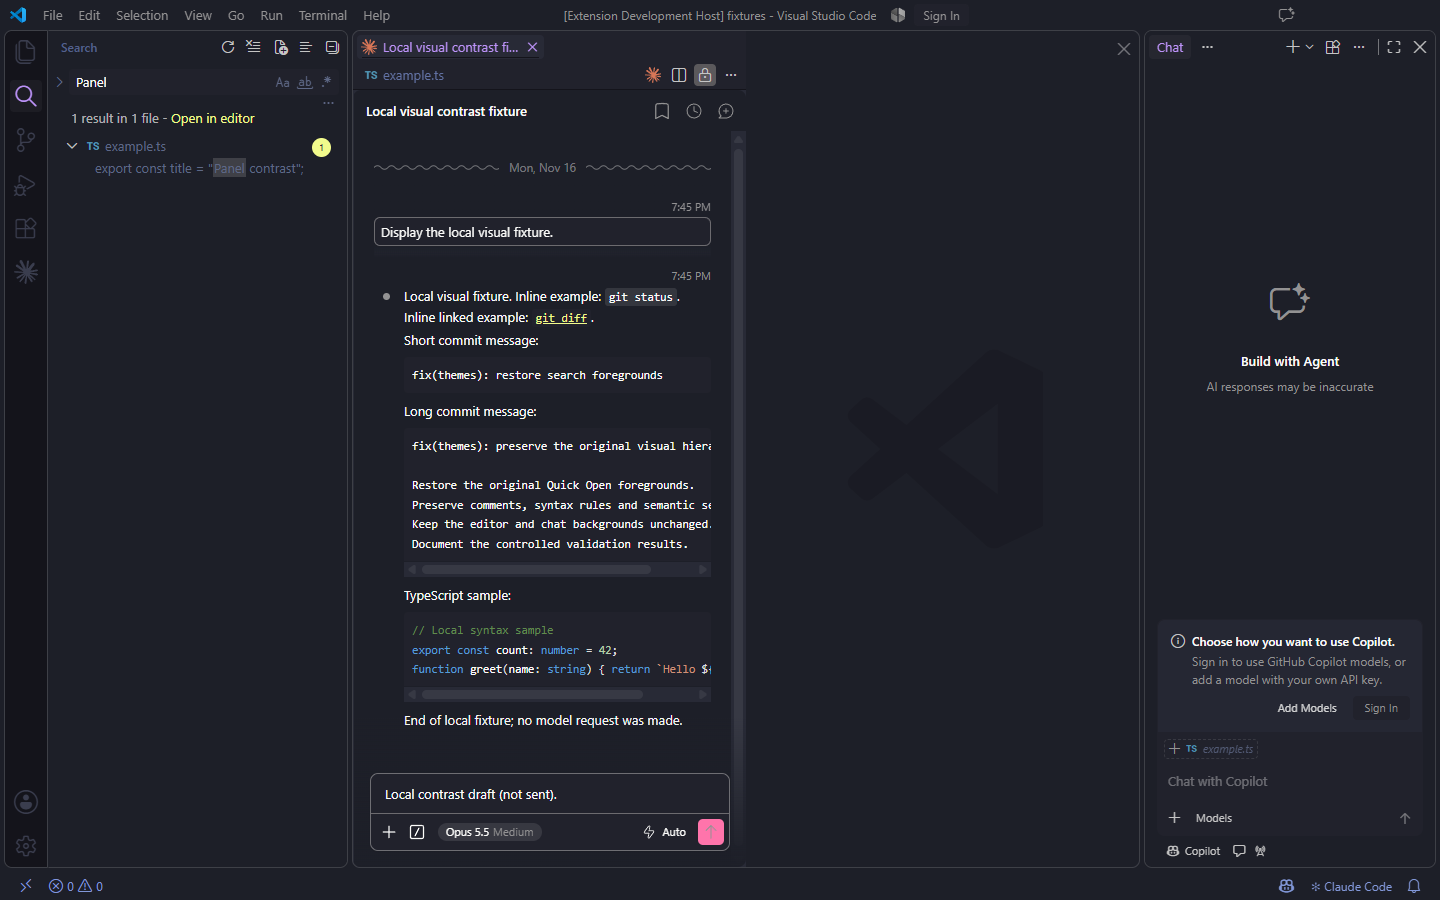 File Edit Selection View Go Run Terminal Help
[Extension Development Host] fixtures - Visual Studio Code
Sign In
Search
Panel
Aa ab .*
1 result in 1 file - Open in editor
TS example.ts
1
export const title = "Panel contrast";
Local visual contrast fi...
TS example.ts
Local visual contrast fixture
Mon, Nov 16
7:45 PM
Display the local visual fixture.
7:45 PM
Local visual fixture. Inline example: git status.
Inline linked example: git diff.
Short commit message:
fix(themes): restore search foregrounds
Long commit message:
fix(themes): preserve the original visual hiera
Restore the original Quick Open foregrounds.
Preserve comments, syntax rules and semantic se
Keep the editor and chat backgrounds unchanged.
Document the controlled validation results.
TypeScript sample:
// Local syntax sample
export const count: number = 42;
function greet(name: string) { return `Hello ${
End of local fixture; no model request was made.
Local contrast draft (not sent).
Opus 5.5 Medium
Auto
Chat
Build with Agent
AI responses may be inaccurate
Choose how you want to use Copilot.
Sign in to use GitHub Copilot models, or
add a model with your own API key.
Add Models
Sign In
TS example.ts
Chat with Copilot
Models
Copilot
0 0
Claude Code